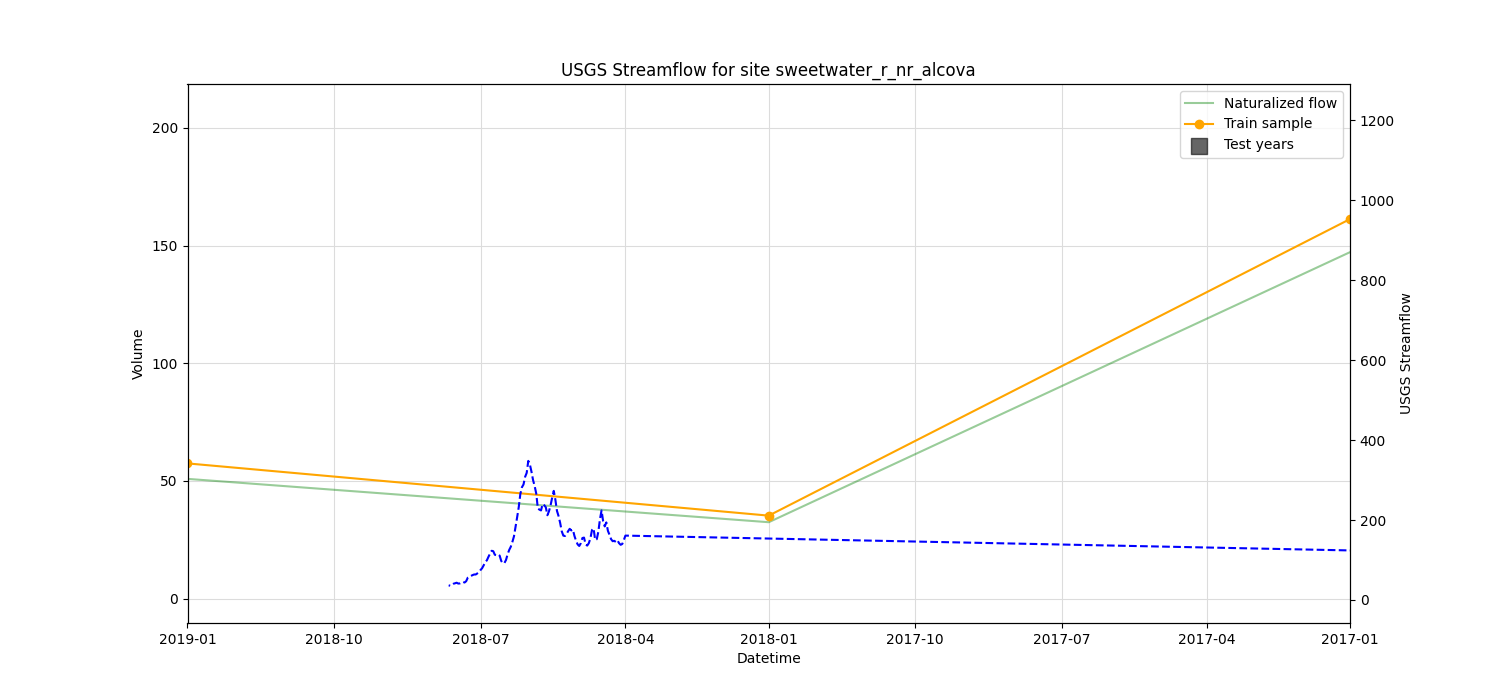 USGS Streamflow for site sweetwater_r_nr_alcova
Naturalized flow
Train sample
Test years
Volume
200
150
100
50
0
1200
1000
800
600
400
200
0
USGS Streamflow
2019-01 2018-10 2018-07 2018-04 2018-01 2017-10 2017-07 2017-04 2017-01
Datetime